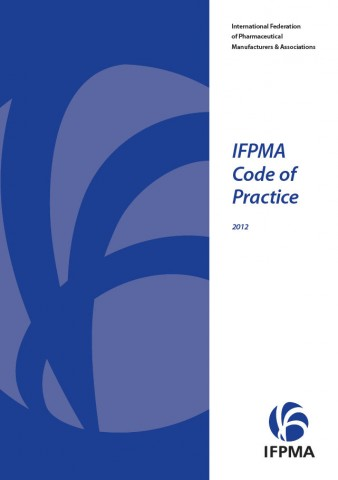 International Federation
of Pharmaceutical
Manufacturers & Associations
IFPMA
Code of
Practice
2012
IFPMA